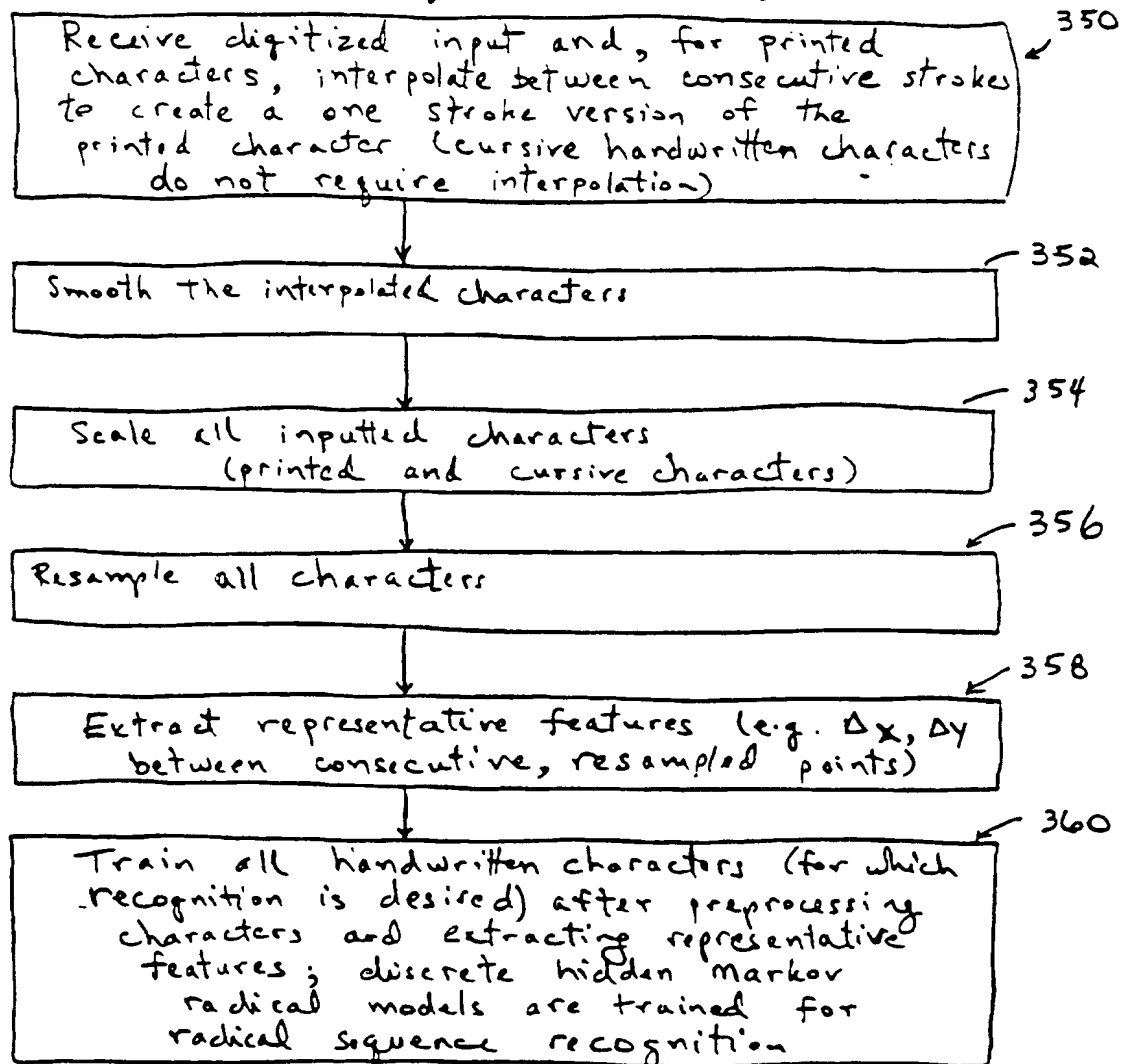 Receive digitized input and, for printed
350
characters, interpolate between consecutive strokes
to create a one stroke version of the
printed character (cursive handwritten characters
do not require interpolation)
352
Smooth the interpolated characters
354
Scale all inputted characters
(printed and cursive characters)
356
Resample all characters
358
Extract representative features (e.g. Δx, Δy
between consecutive, resampled points)
360
Train all handwritten characters (for which
recognition is desired) after preprocessing
characters and extracting representative
features; discrete hidden Markov
radical models are trained for
radical sequence recognition